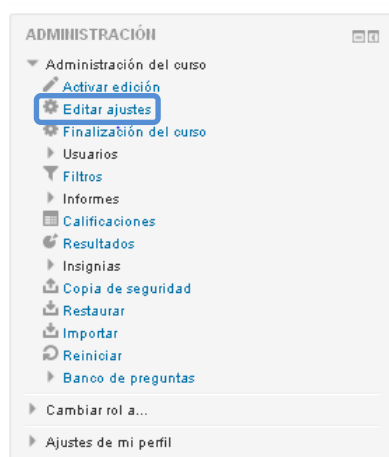 ADMINISTRACIÓN
Administración del curso
Activar edición
Editar ajustes
Finalización del curso
Usuarios
Filtros
Informes
Calificaciones
Resultados
Insignias
Copia de seguridad
Restaurar
Importar
Reiniciar
Banco de preguntas
Cambiar rol a...
Ajustes de mi perfil